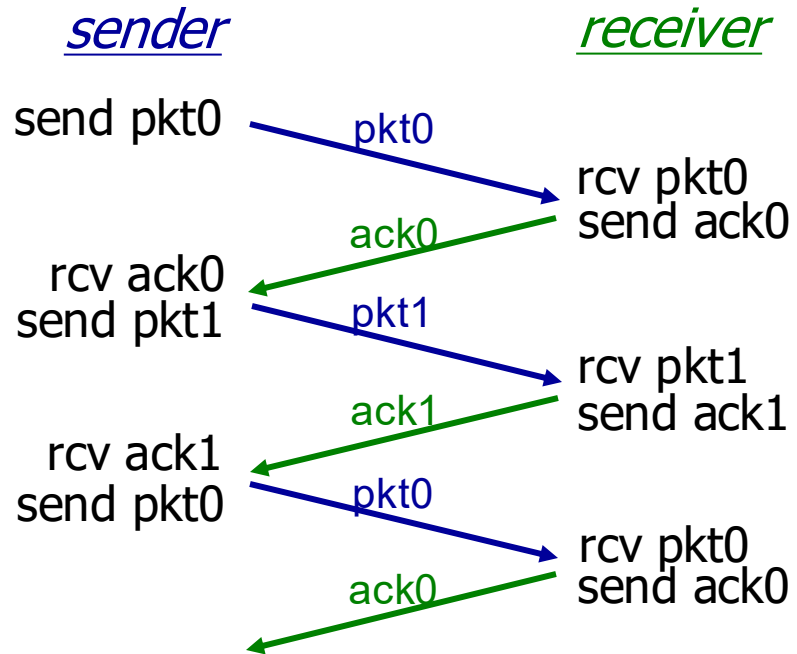 sender
receiver
send pkt0
pkt0
rcv pkt0
send ack0
ack0
rcv ack0
send pkt1
pkt1
rcv pkt1
send ack1
ack1
rcv ack1
send pkt0
pkt0
rcv pkt0
send ack0
ack0